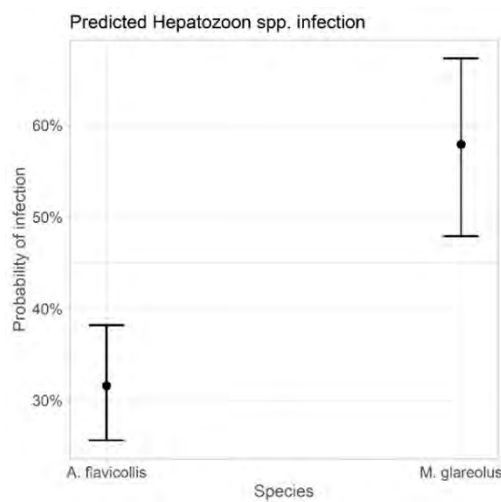 Predicted Hepatozoon spp. infection
Probability of infection
60%
50%
40%
30%
A. flavicollis
M. glareolus
Species